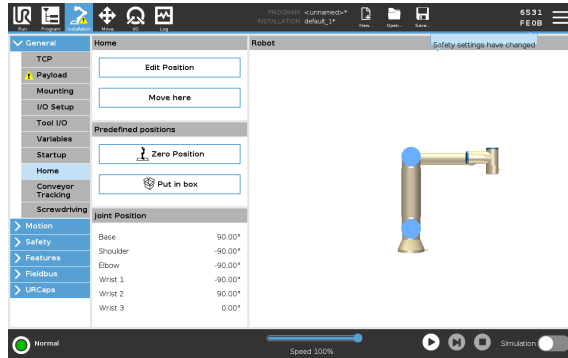 UR
Run Program Installation Move I/O Log
PROGRAM <unnamed>*
INSTALLATION default_1*
New... Open... Save...
6531
FE0B
General
TCP
Payload
Mounting
I/O Setup
Tool I/O
Variables
Startup
Home
Conveyor
Tracking
Screwdriving
Motion
Safety
Features
Fieldbus
URCaps
Home
Edit Position
Move here
Predefined positions
Zero Position
Put in box
Joint Position
Base 90.00°
Shoulder -90.00°
Elbow -90.00°
Wrist 1 -90.00°
Wrist 2 90.00°
Wrist 3 0.00°
Robot
Safety settings have changed
Normal
Speed 100%
Simulation